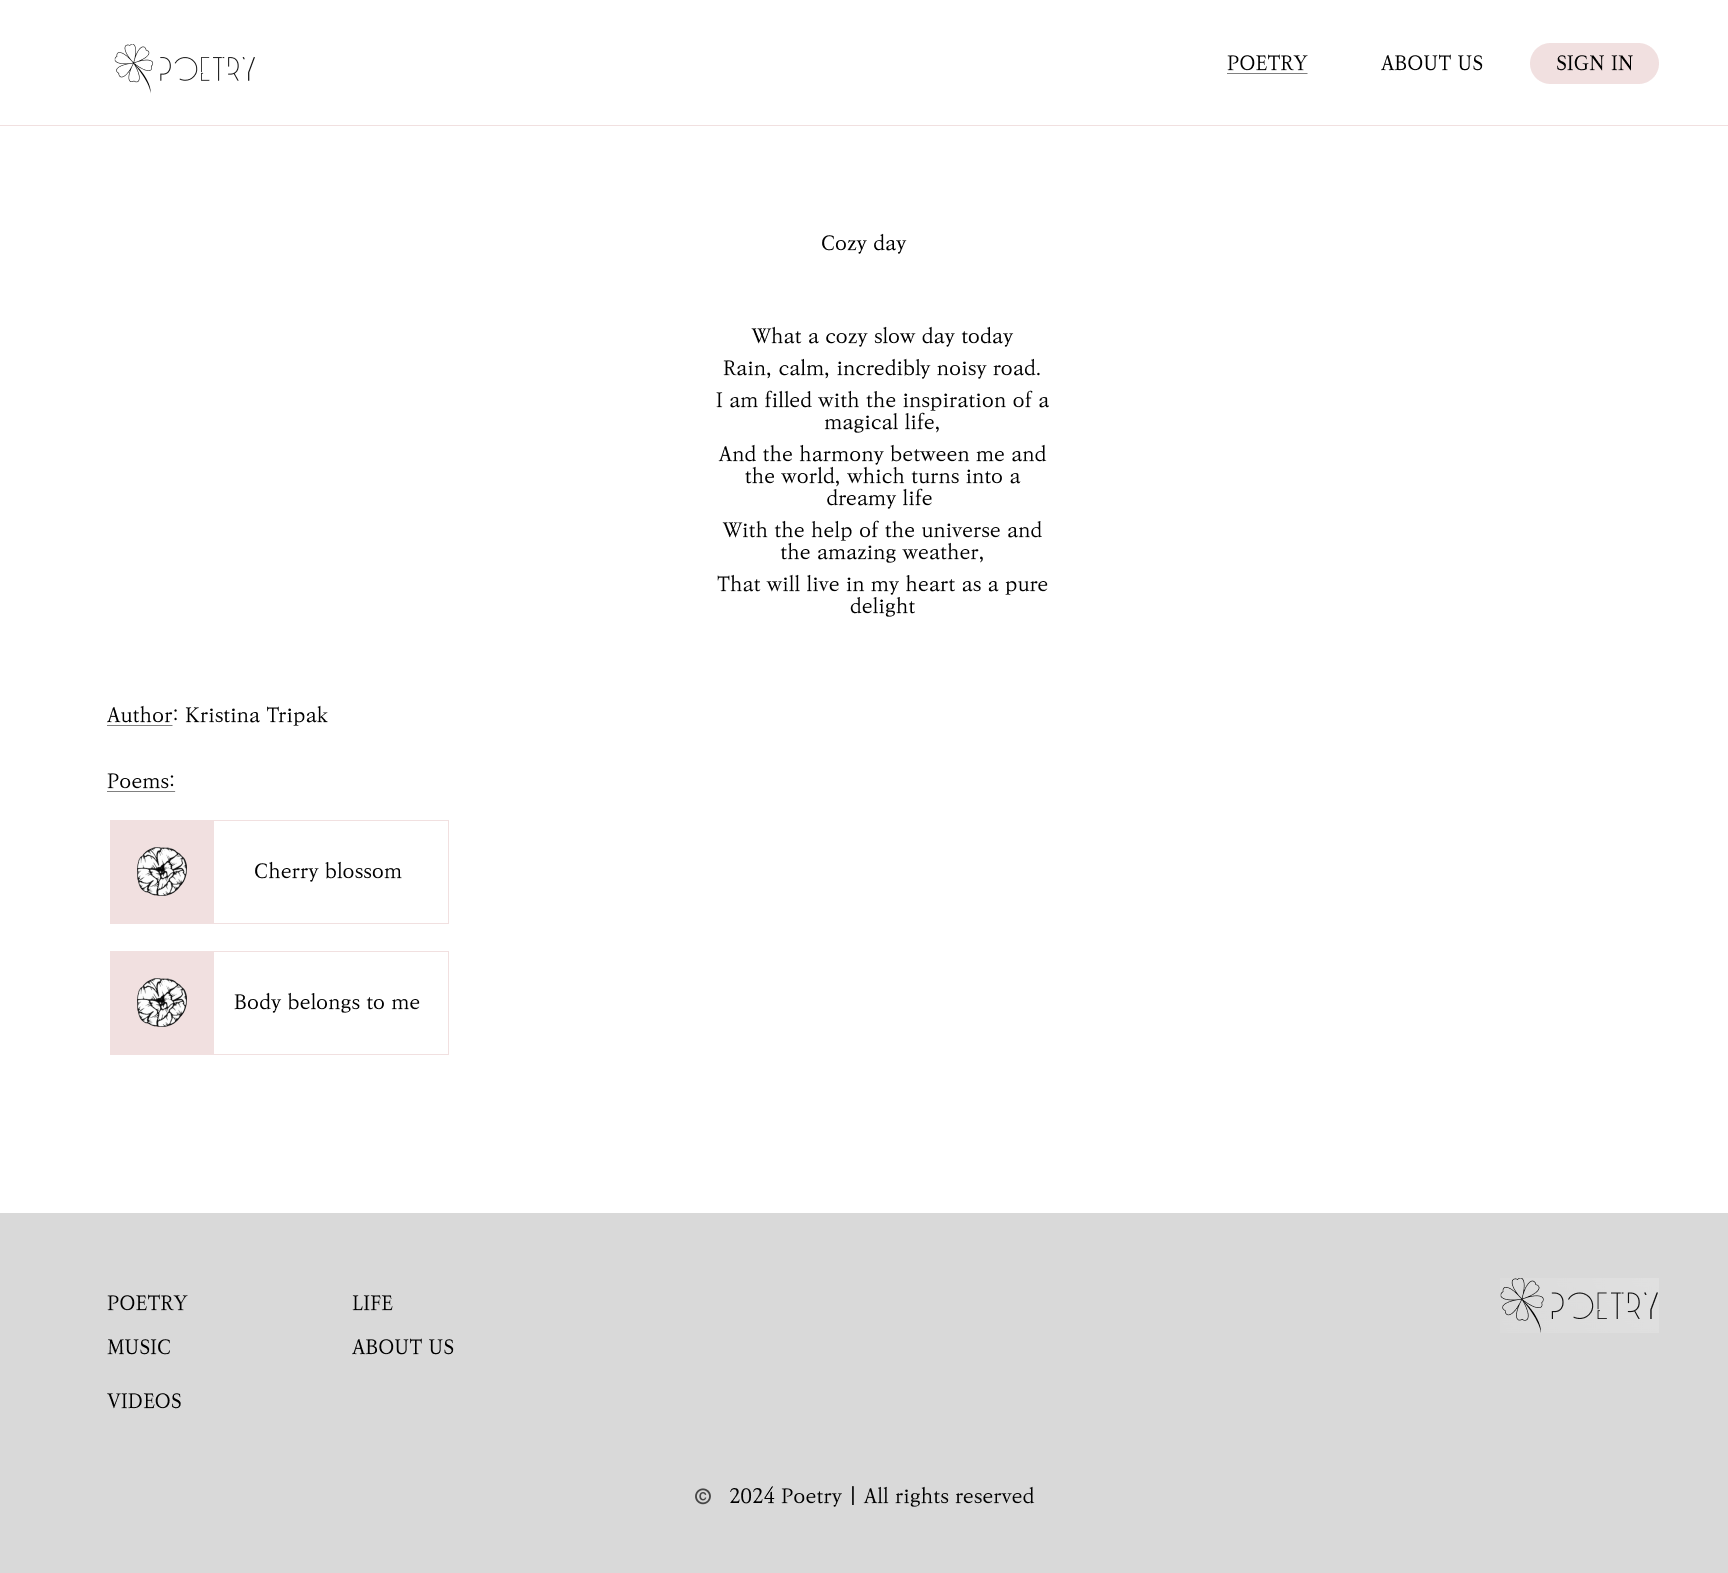 POETRY
POETRY
ABOUT US
SIGN IN
Cozy day
What a cozy slow day today
Rain, calm, incredibly noisy road.
I am filled with the inspiration of a
magical life,
And the harmony between me and
the world, which turns into a
dreamy life
With the help of the universe and
the amazing weather,
That will live in my heart as a pure
delight
Author: Kristina Tripak
Poems:
Cherry blossom
Body belongs to me
POETRY
LIFE
POETRY
MUSIC
ABOUT US
VIDEOS
© 2024 Poetry | All rights reserved